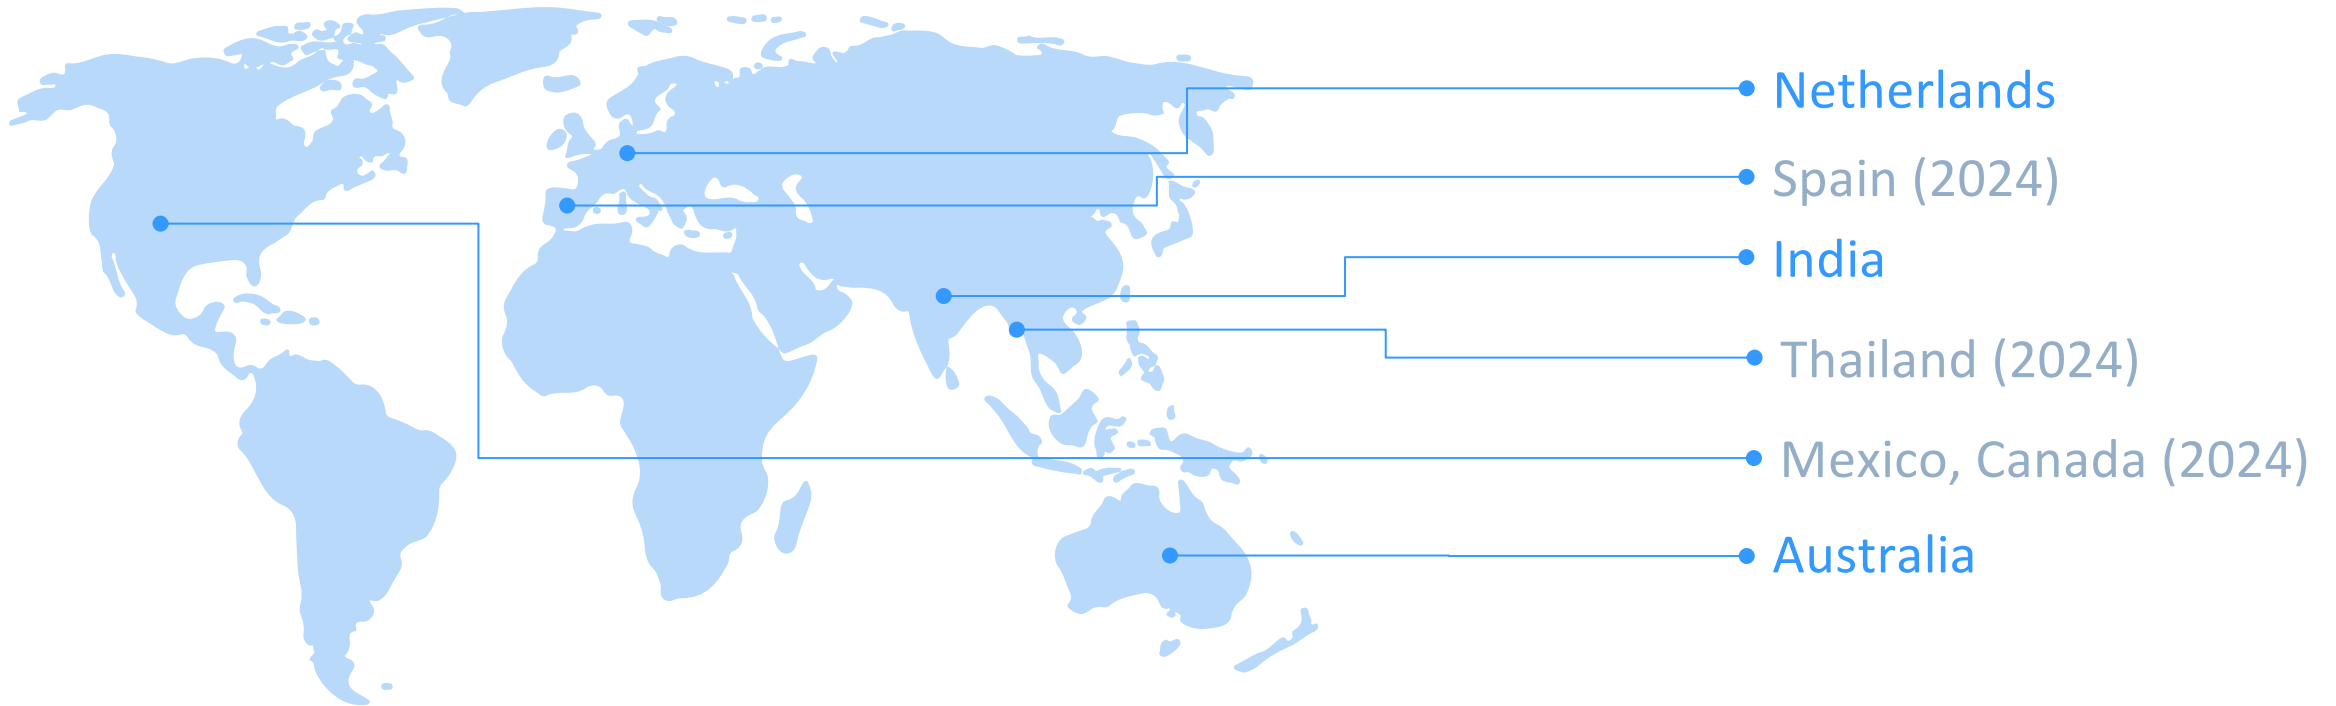 Netherlands
Spain (2024)
India
Thailand (2024)
Mexico, Canada (2024)
Australia